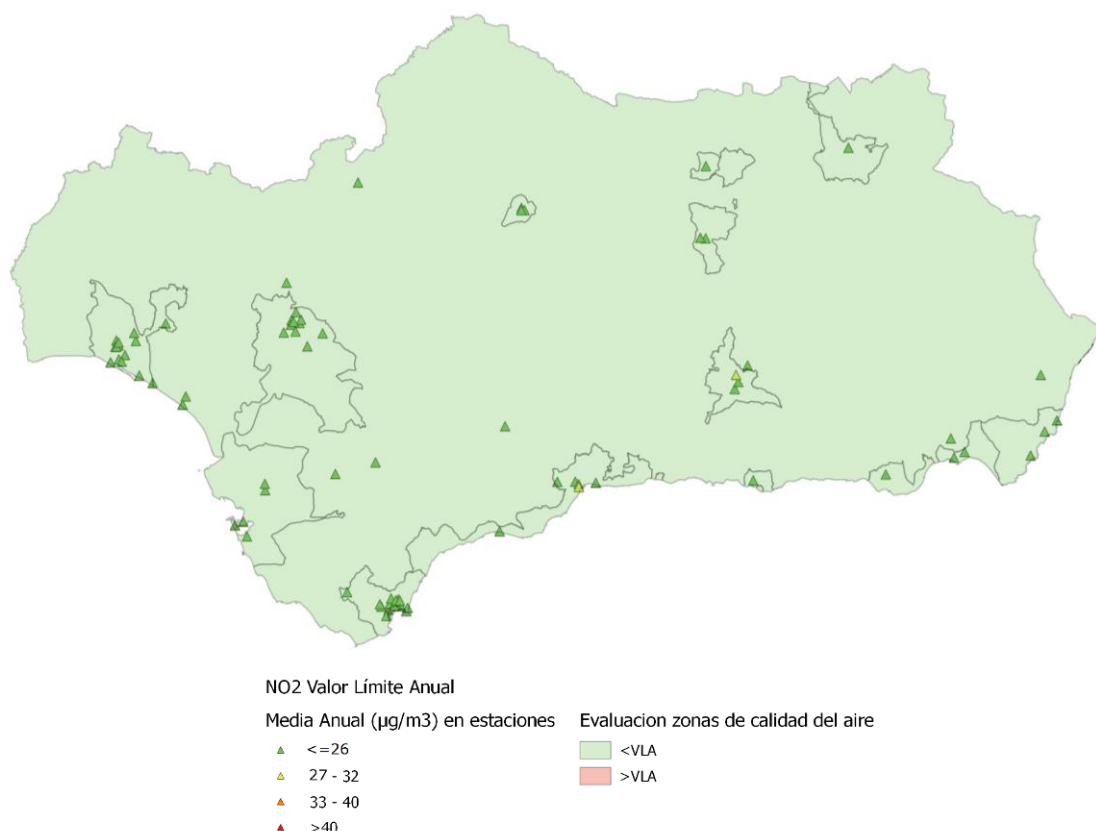 NO2 Valor Límite Anual
Media Anual (µg/m3) en estaciones
<=26
27 - 32
33 - 40
>40
Evaluacion zonas de calidad del aire
<VLA
>VLA